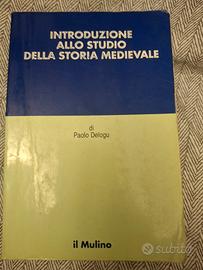 INTRODUZIONE
ALLO STUDIO
DELLA STORIA MEDIEVALE
di
Paolo Delogu
il Mulino
subito